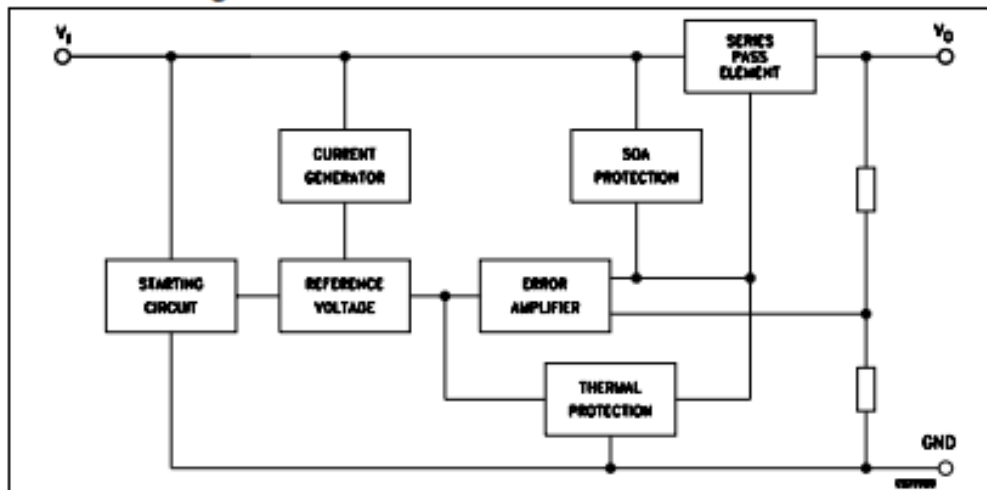 VI
VO
SERIES
PASS
ELEMENT
CURRENT
GENERATOR
SOA
PROTECTION
STARTING
CIRCUIT
REFERENCE
VOLTAGE
ERROR
AMPLIFIER
THERMAL
PROTECTION
GND